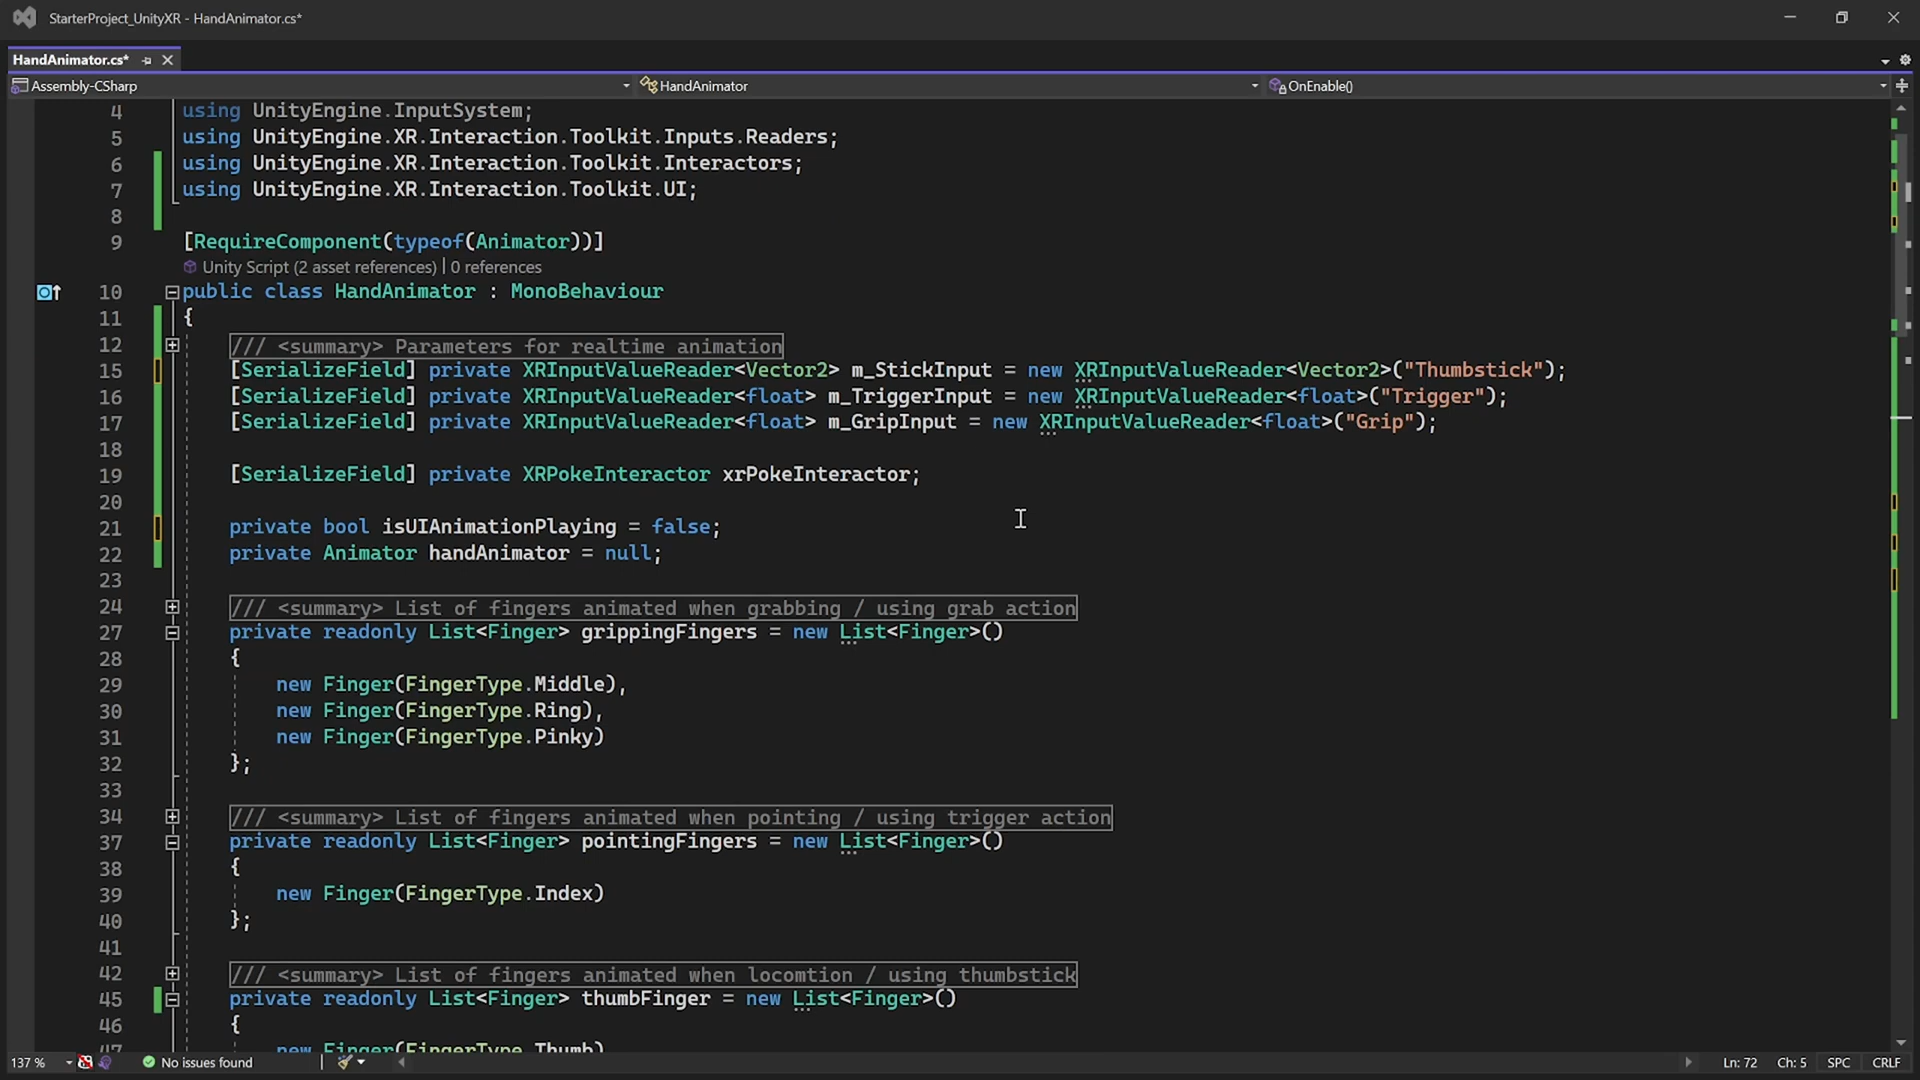 StarterProject_UnityXR - HandAnimator.cs*
HandAnimator.cs*
Assembly-CSharp HandAnimator OnEnable()
4 using UnityEngine.InputSystem;
5 using UnityEngine.XR.Interaction.Toolkit.Inputs.Readers;
6 using UnityEngine.XR.Interaction.Toolkit.Interactors;
7 using UnityEngine.XR.Interaction.Toolkit.UI;
8
9 [RequireComponent(typeof(Animator))]
Unity Script (2 asset references) | 0 references
10 public class HandAnimator : MonoBehaviour
11 {
12 /// <summary> Parameters for realtime animation
15 [SerializeField] private XRInputValueReader<Vector2> m_StickInput = new XRInputValueReader<Vector2>("Thumbstick");
16 [SerializeField] private XRInputValueReader<float> m_TriggerInput = new XRInputValueReader<float>("Trigger");
17 [SerializeField] private XRInputValueReader<float> m_GripInput = new XRInputValueReader<float>("Grip");
18
19 [SerializeField] private XRPokeInteractor xrPokeInteractor;
20
21 private bool isUIAnimationPlaying = false;
22 private Animator handAnimator = null;
23
24 /// <summary> List of fingers animated when grabbing / using grab action
27 private readonly List<Finger> grippingFingers = new List<Finger>()
28 {
29 new Finger(FingerType.Middle),
30 new Finger(FingerType.Ring),
31 new Finger(FingerType.Pinky)
32 };
33
34 /// <summary> List of fingers animated when pointing / using trigger action
37 private readonly List<Finger> pointingFingers = new List<Finger>()
38 {
39 new Finger(FingerType.Index)
40 };
41
42 /// <summary> List of fingers animated when locomtion / using thumbstick
45 private readonly List<Finger> thumbFinger = new List<Finger>()
46 {
47 new Finger(FingerType.Thumb)
137 % No issues found Ln: 72 Ch: 5 SPC CRLF